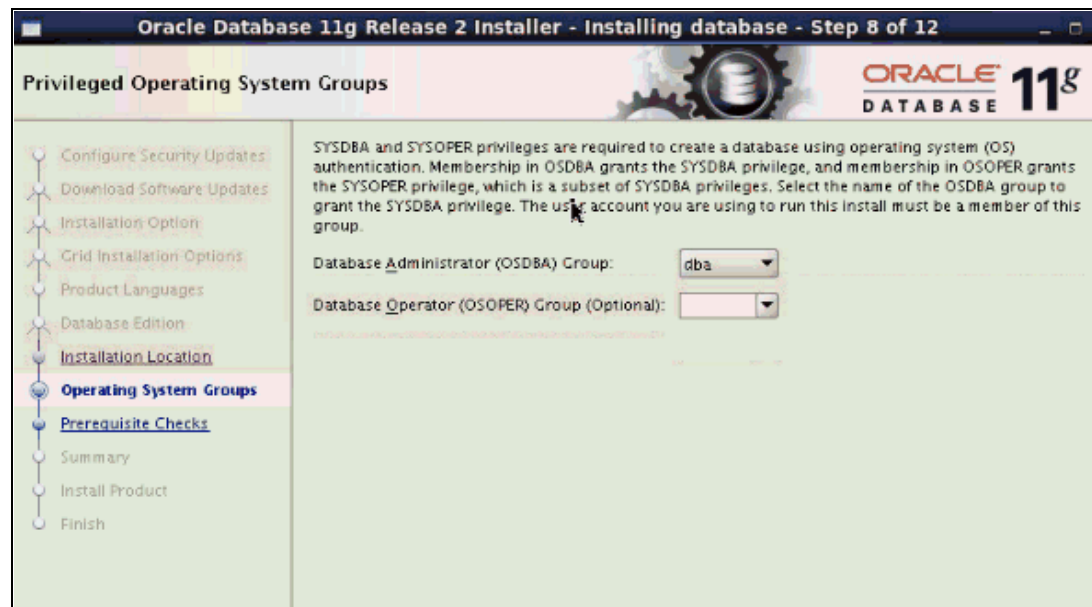 Oracle Database 11g Release 2 Installer - Installing database - Step 8 of 12
Privileged Operating System Groups
ORACLE
DATABASE
11g
Configure Security Updates
Download Software Updates
Installation Option
Grid Installation Options
Product Languages
Database Edition
Installation Location
Operating System Groups
Prerequisite Checks
Summary
Install Product
Finish
SYSDBA and SYSOPER privileges are required to create a database using operating system (OS)
authentication. Membership in OSDBA grants the SYSDBA privilege, and membership in OSOPER grants
the SYSOPER privilege, which is a subset of SYSDBA privileges. Select the name of the OSDBA group to
grant the SYSDBA privilege. The user account you are using to run this install must be a member of this
group.
Database Administrator (OSDBA) Group: dba
Database Operator (OSOPER) Group (Optional):